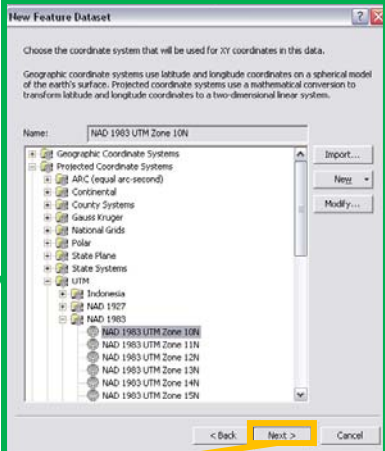 New Feature Dataset
Choose the coordinate system that will be used for XY coordinates in this data.
Geographic coordinate systems use latitude and longitude coordinates on a spherical model
of the earth's surface. Projected coordinate systems use a mathematical conversion to
transform latitude and longitude coordinates to a two-dimensional linear system.
Name: NAD 1983 UTM Zone 10N
Geographic Coordinate Systems
Projected Coordinate Systems
ARC (equal arc-second)
Continental
County Systems
Gauss Kruger
National Grids
Polar
State Plane
State Systems
UTM
Indonesia
NAD 1927
NAD 1983
NAD 1983 UTM Zone 10N
NAD 1983 UTM Zone 11N
NAD 1983 UTM Zone 12N
NAD 1983 UTM Zone 13N
NAD 1983 UTM Zone 14N
NAD 1983 UTM Zone 15N
Import...
New
Modify...
< Back Next > Cancel